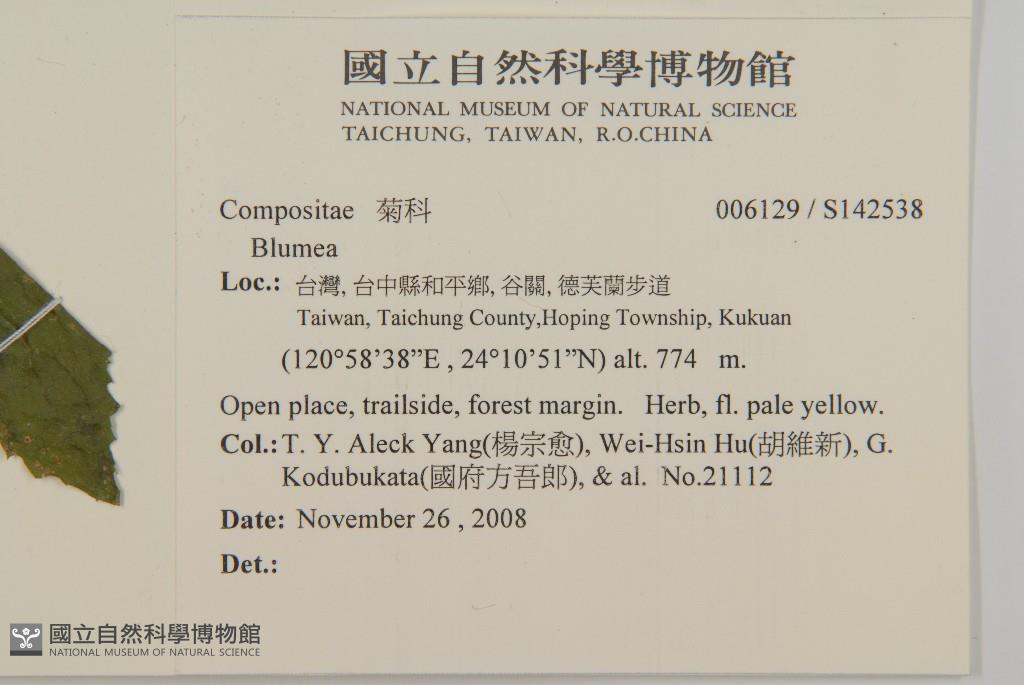 國立自然科學博物館
NATIONAL MUSEUM OF NATURAL SCIENCE
TAICHUNG, TAIWAN, R.O.CHINA
Compositae 菊科 006129 / S142538
Blumea
Loc.: 台灣, 台中縣和平鄉, 谷關, 德芙蘭步道
Taiwan, Taichung County,Hoping Township, Kukuan
(120°58’38”E , 24°10’51”N) alt. 774 m.
Open place, trailside, forest margin. Herb, fl. pale yellow.
Col.: T. Y. Aleck Yang(楊宗愈), Wei-Hsin Hu(胡維新), G.
Kodubukata(國府方吾郎), & al. No.21112
Date: November 26 , 2008
Det.:
國立自然科學博物館
NATIONAL MUSEUM OF NATURAL SCIENCE